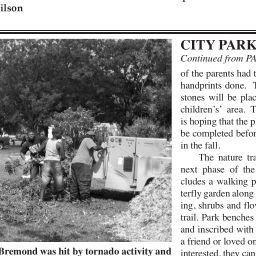 ilson
CITY PARK
Continued from PA
of the parents had t
handprints done. T
stones will be plac
children's' area. T
is hoping that the p
be completed befor
in the fall.
The nature tra
next phase of the
cludes a walking p
terfly garden along
ing, shrubs and flow
trail. Park benches
and inscribed with
a friend or loved on
interested, they can
Bremond was hit by tornado activity and